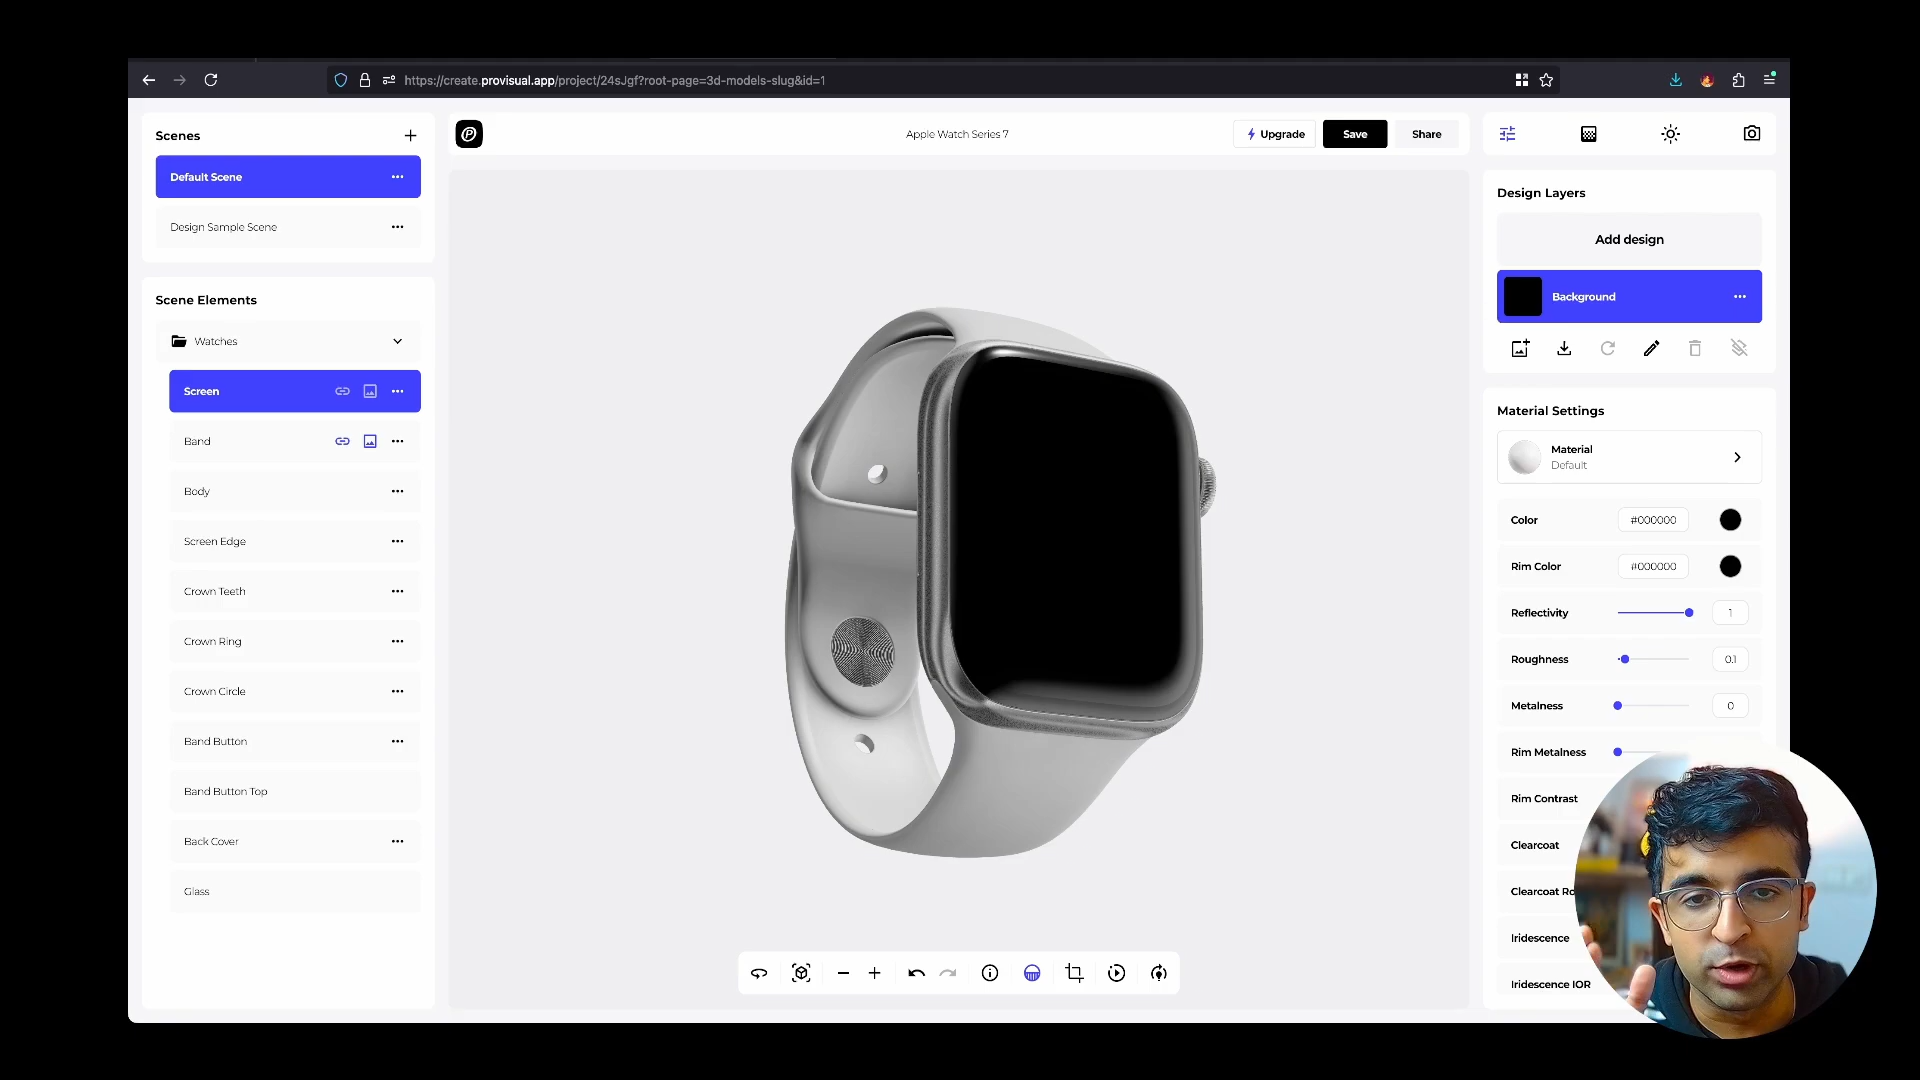 https://create.provisual.app/project/24sJgf?root-page=3d-models-slug&id=1
Scenes
Default Scene
Design Sample Scene
Scene Elements
Watches
Screen
Band
Body
Screen Edge
Crown Teeth
Crown Ring
Crown Circle
Band Button
Band Button Top
Back Cover
Glass
Apple Watch Series 7
Upgrade
Save
Share
Design Layers
Add design
Background
Material Settings
Material
Default
Color #000000
Rim Color #000000
Reflectivity 1
Roughness 0.1
Metalness 0
Rim Metalness
Rim Contrast
Clearcoat
Clearcoat
Iridescence
Iridescence IOR